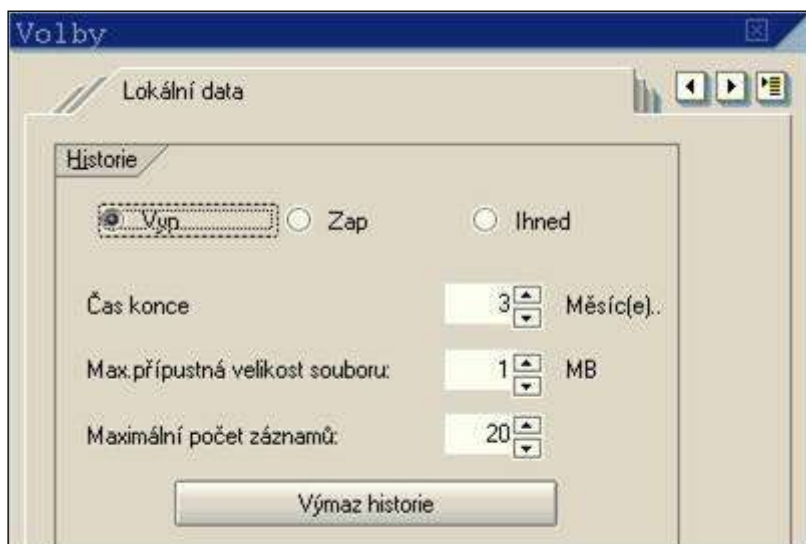 Volby
Lokální data
Historie
Vyp Zap Ihned
Čas konce 3 Měsíc(e)..
Max.přípustná velikost souboru: 1 MB
Maximální počet záznamů: 20
Výmaz historie